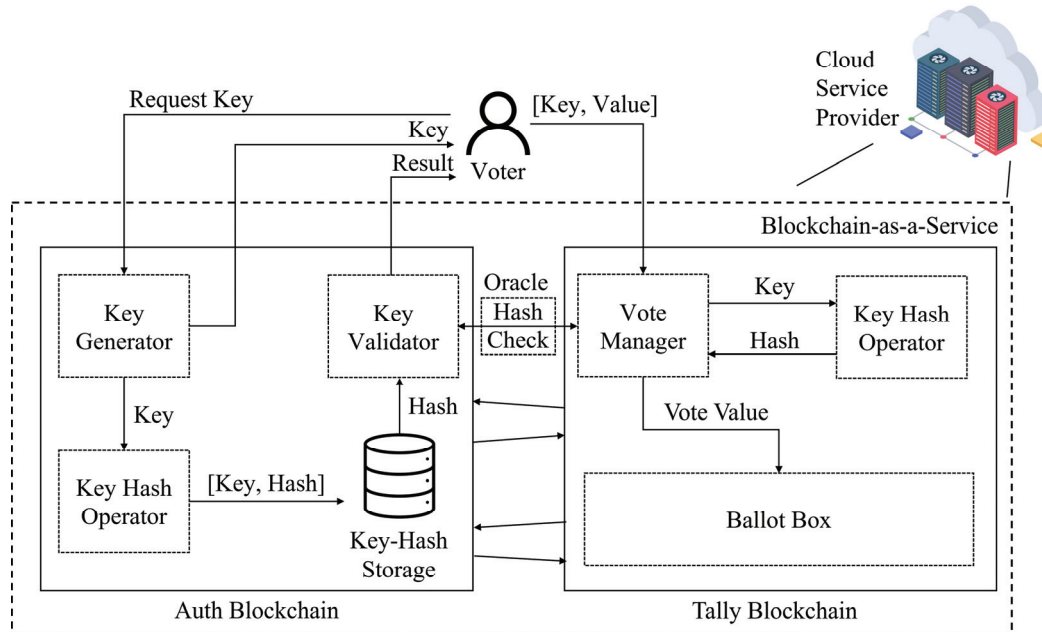 Cloud
Service
Provider
Request Key
[Key, Value]
Key
Result
Voter
Blockchain-as-a-Service
Key
Generator
Key
Validator
Oracle
Hash
Check
Vote
Manager
Key
Hash
Key Hash
Operator
Key
Hash
Vote Value
Key Hash
Operator
[Key, Hash]
Key-Hash
Storage
Ballot Box
Auth Blockchain
Tally Blockchain